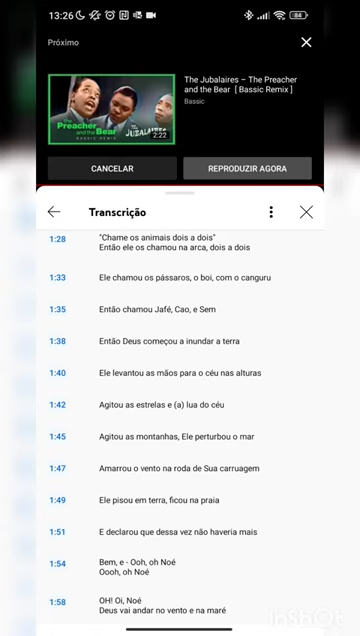 13:26
84
Próximo
The Jubalaires – The Preacher
and the Bear [ Bassic Remix ]
Bassic
The
Preacher
and the Bear
BASSIC REMIX
The
JUBALAIRES
2:22
CANCELAR
REPRODUZIR AGORA
Transcrição
1:28
"Chame os animais dois a dois"
Então ele os chamou na arca, dois a dois
1:33
Ele chamou os pássaros, o boi, com o canguru
1:35
Então chamou Jafé, Cao, e Sem
1:38
Então Deus começou a inundar a terra
1:40
Ele levantou as mãos para o céu nas alturas
1:42
Agitou as estrelas e (a) lua do céu
1:45
Agitou as montanhas, Ele perturbou o mar
1:47
Amarrou o vento na roda de Sua carruagem
1:49
Ele pisou em terra, ficou na praia
1:51
E declarou que dessa vez não haveria mais
1:54
Bem, e - Ooh, oh Noé
Oooh, oh Noé
1:58
OH! Oi, Noé
Deus vai andar no vento e na maré
InShOt